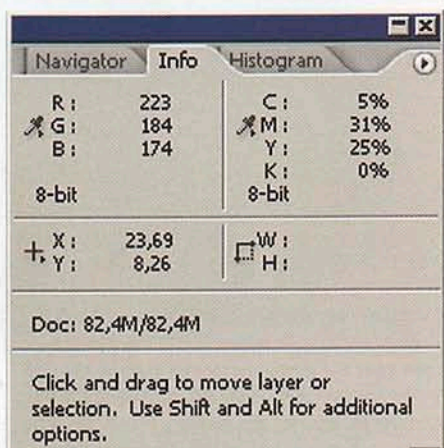 Navigator Info Histogram
R: 223 C: 5%
G: 184 M: 31%
B: 174 Y: 25%
K: 0%
8-bit 8-bit
X: 23,69 W:
Y: 8,26 H:
Doc: 82,4M/82,4M
Click and drag to move layer or
selection. Use Shift and Alt for additional
options.